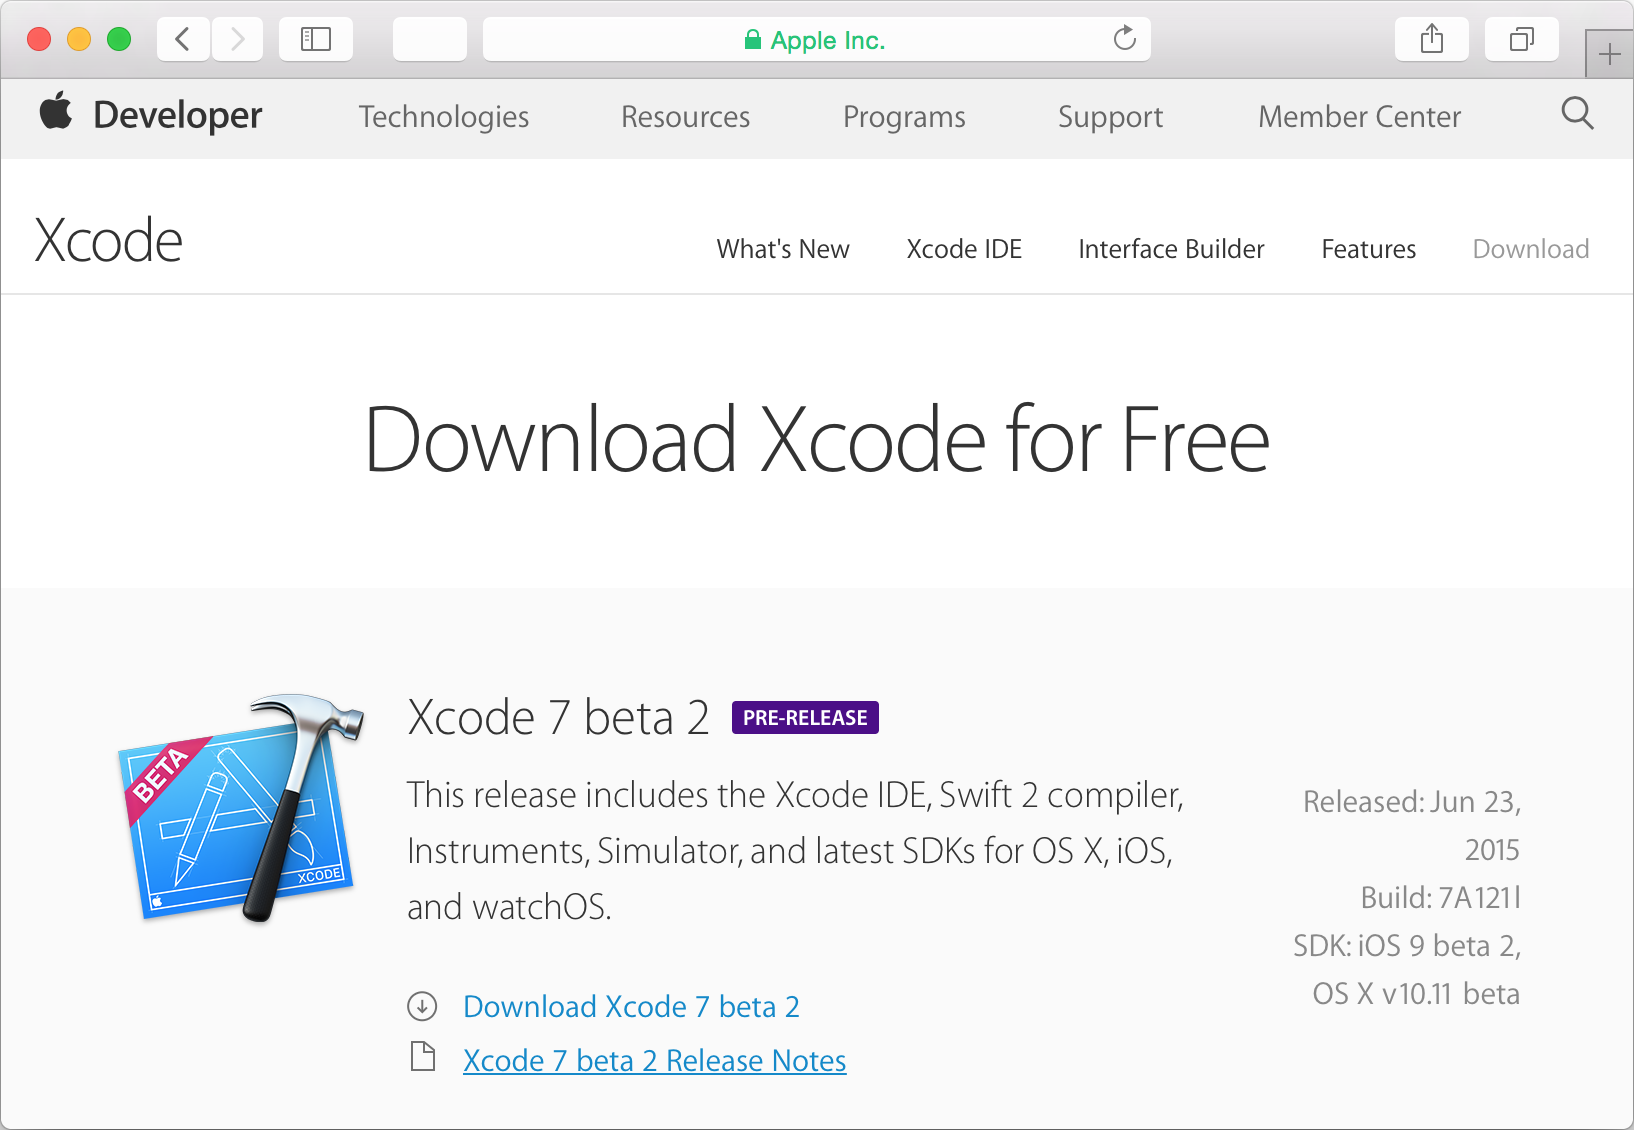 Apple Inc.
Developer Technologies Resources Programs Support Member Center
Xcode
What's New Xcode IDE Interface Builder Features Download
Download Xcode for Free
BETA
XCODE
Xcode 7 beta 2 PRE-RELEASE
This release includes the Xcode IDE, Swift 2 compiler,
Instruments, Simulator, and latest SDKs for OS X, iOS,
and watchOS.
Download Xcode 7 beta 2
Xcode 7 beta 2 Release Notes
Released: Jun 23,
2015
Build: 7A121l
SDK: iOS 9 beta 2,
OS X v10.11 beta